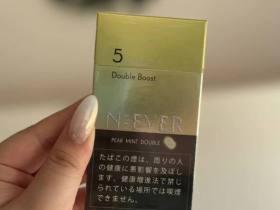 5
Double Boost
NEEVER
PEAR MINT DOUBLE
たばこの煙は、周りの人
の健康に悪影響を及ぼし
ます。健康増進法で禁じ
られている場所では喫煙
できません。